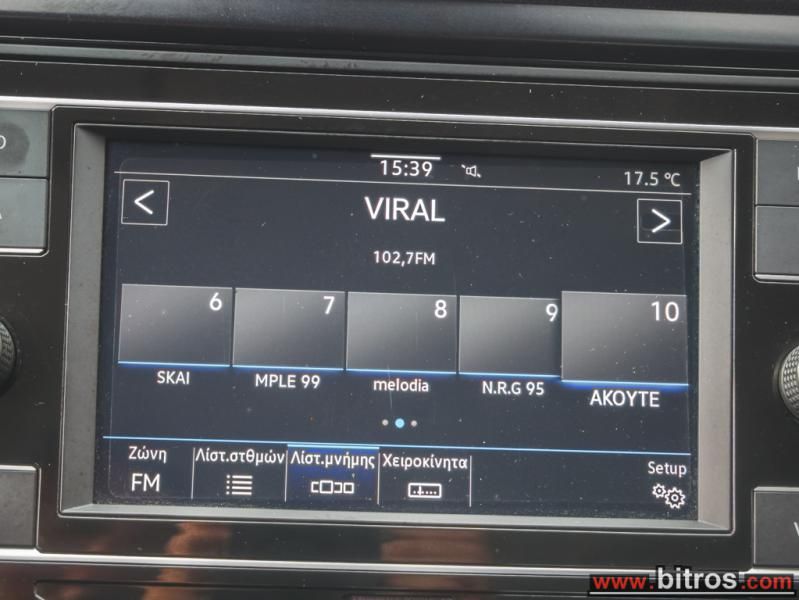 15:39
17.5 °C
<
VIRAL
>
102,7FM
6
7
8
9
10
SKAI
MPLE 99
melodia
N.R.G 95
AKOYTE
Ζώνη
Λίστ.στθμών
Λίστ.μνήμης
Χειροκίνητα
Setup
FM
www.bitros.com